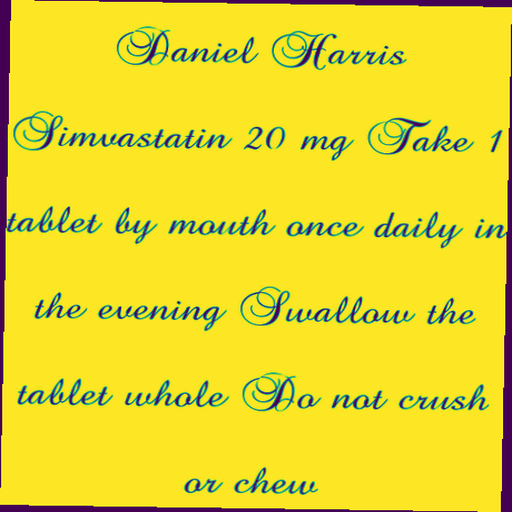 Daniel Harris
Simvastatin 20 mg Take 1
tablet by mouth once daily in
the evening Swallow the
tablet whole Do not crush
or chew